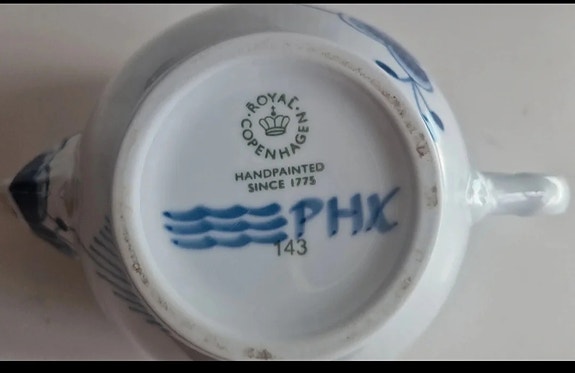 ROYAL COPENHAGEN
HANDPAINTED
SINCE 1775
PHX
143